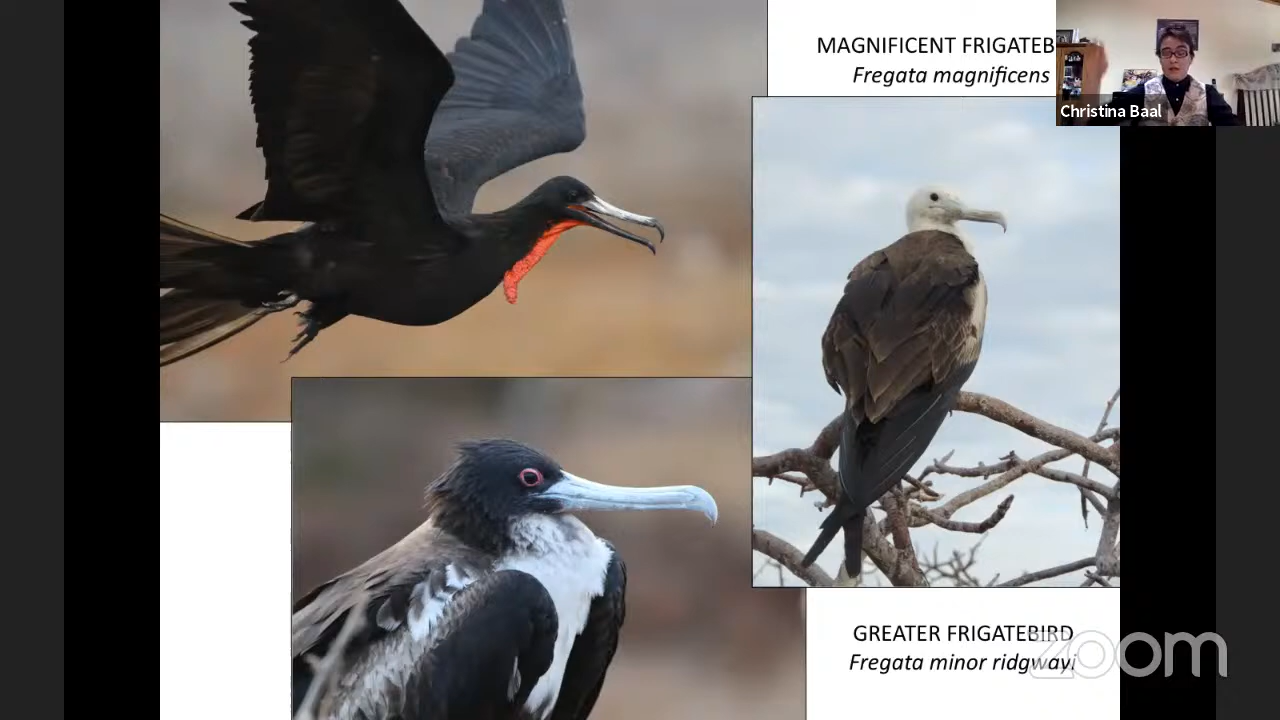 MAGNIFICENT FRIGATEB
Fregata magnificens
Christina Baal
GREATER FRIGATEBIRD
Fregata minor ridgwayi
zoom